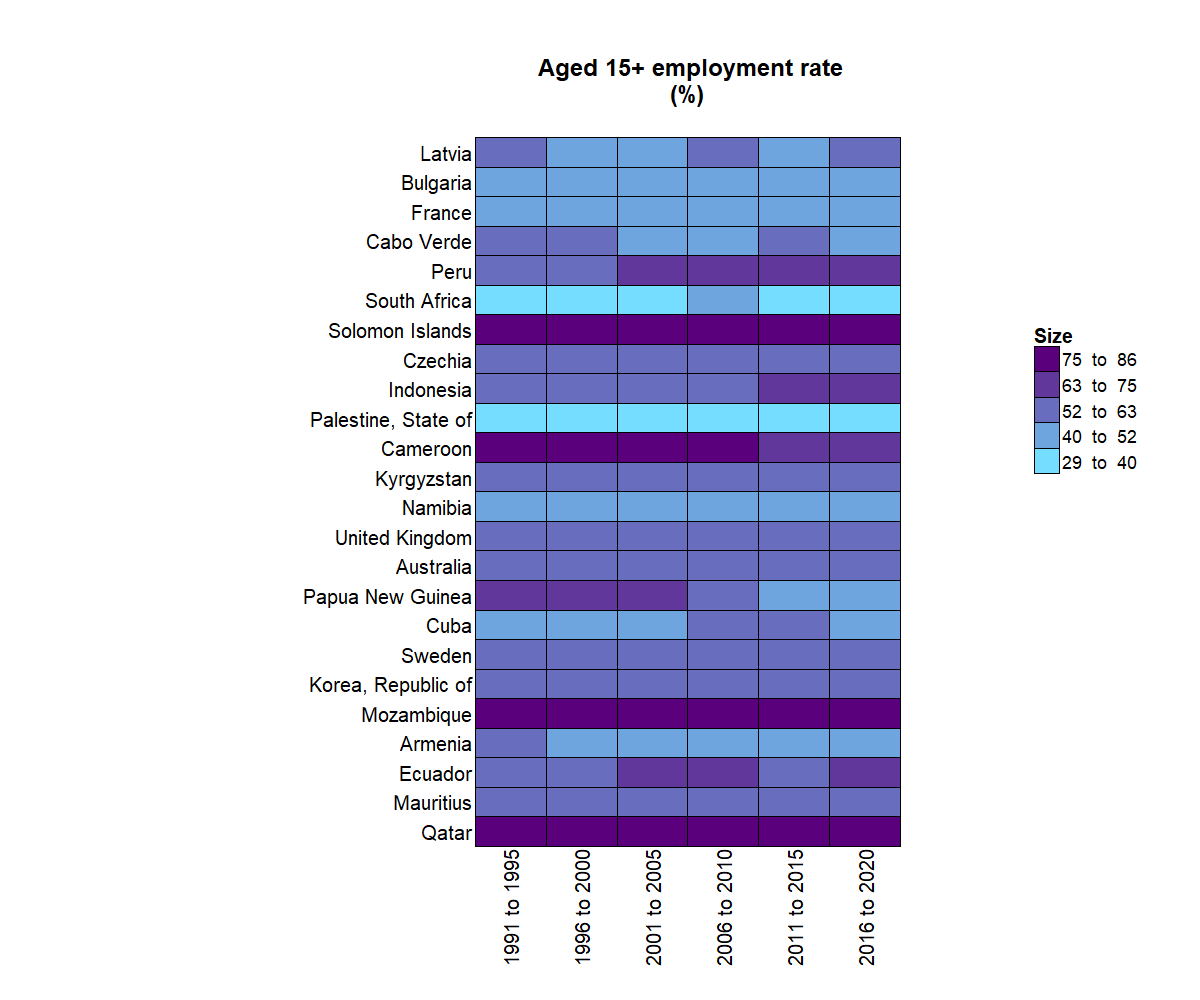 Aged 15+ employment rate
(%)
Latvia
Bulgaria
France
Cabo Verde
Peru
South Africa
Solomon Islands
Czechia
Indonesia
Palestine, State of
Cameroon
Kyrgyzstan
Namibia
United Kingdom
Australia
Papua New Guinea
Cuba
Sweden
Korea, Republic of
Mozambique
Armenia
Ecuador
Mauritius
Qatar
1991 to 1995
1996 to 2000
2001 to 2005
2006 to 2010
2011 to 2015
2016 to 2020
Size
75 to 86
63 to 75
52 to 63
40 to 52
29 to 40